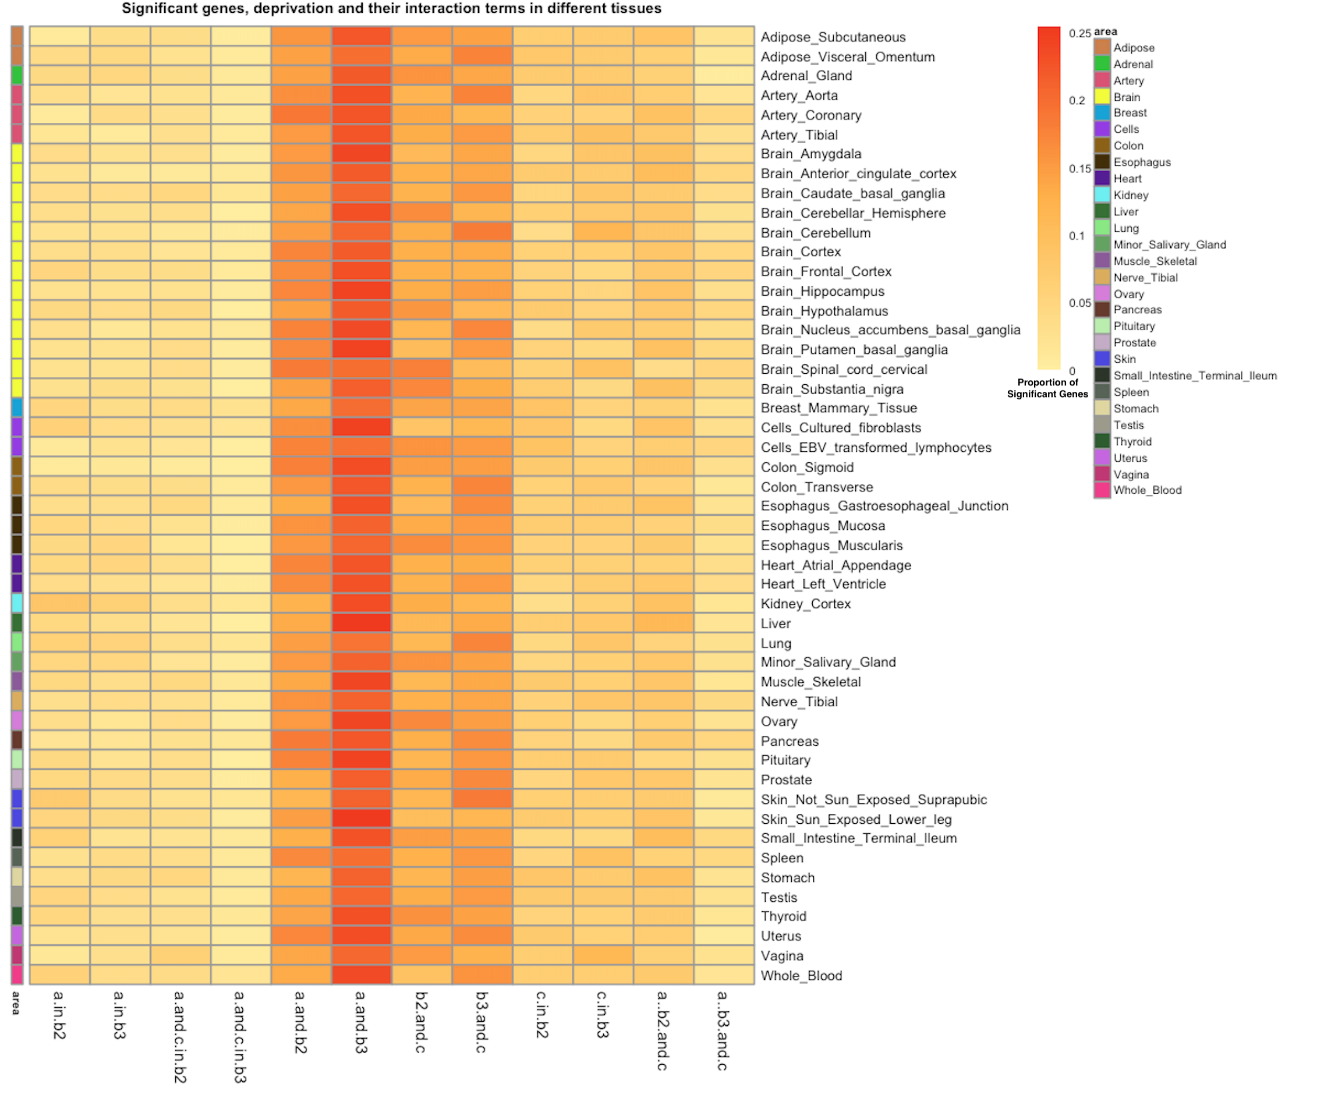 Significant genes, deprivation and their interaction terms in different tissues
Adipose_Subcutaneous
Adipose_Visceral_Omentum
Adrenal_Gland
Artery_Aorta
Artery_Coronary
Artery_Tibial
Brain_Amygdala
Brain_Anterior_cingulate_cortex
Brain_Caudate_basal_ganglia
Brain_Cerebellar_Hemisphere
Brain_Cerebellum
Brain_Cortex
Brain_Frontal_Cortex
Brain_Hippocampus
Brain_Hypothalamus
Brain_Nucleus_accumbens_basal_ganglia
Brain_Putamen_basal_ganglia
Brain_Spinal_cord_cervical
Brain_Substantia_nigra
Breast_Mammary_Tissue
Cells_Cultured_fibroblasts
Cells_EBV_transformed_lymphocytes
Colon_Sigmoid
Colon_Transverse
Esophagus_Gastroesophageal_Junction
Esophagus_Mucosa
Esophagus_Muscularis
Heart_Atrial_Appendage
Heart_Left_Ventricle
Kidney_Cortex
Liver
Lung
Minor_Salivary_Gland
Muscle_Skeletal
Nerve_Tibial
Ovary
Pancreas
Pituitary
Prostate
Skin_Not_Sun_Exposed_Suprapubic
Skin_Sun_Exposed_Lower_leg
Small_Intestine_Terminal_Ileum
Spleen
Stomach
Testis
Thyroid
Uterus
Vagina
Whole_Blood
area
a.in.b2
a.in.b3
a.and.c.in.b2
a.and.c.in.b3
a.and.b2
a.and.b3
b2.and.c
b3.and.c
c.in.b2
c.in.b3
a..b2.and.c
a..b3.and.c
0.25
0.2
0.15
0.1
0.05
0
Proportion of
Significant Genes
area
Adipose
Adrenal
Artery
Brain
Breast
Cells
Colon
Esophagus
Heart
Kidney
Liver
Lung
Minor_Salivary_Gland
Muscle_Skeletal
Nerve_Tibial
Ovary
Pancreas
Pituitary
Prostate
Skin
Small_Intestine_Terminal_Ileum
Spleen
Stomach
Testis
Thyroid
Uterus
Vagina
Whole_Blood